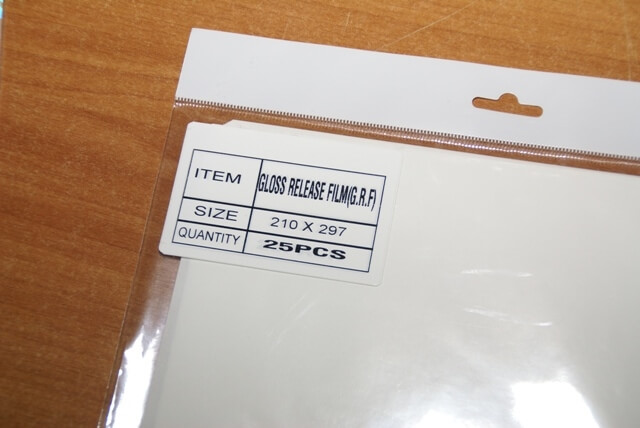 ITEM GLOSS RELEASE FILM(G.R.F)
SIZE 210 X 297
QUANTITY 25PCS